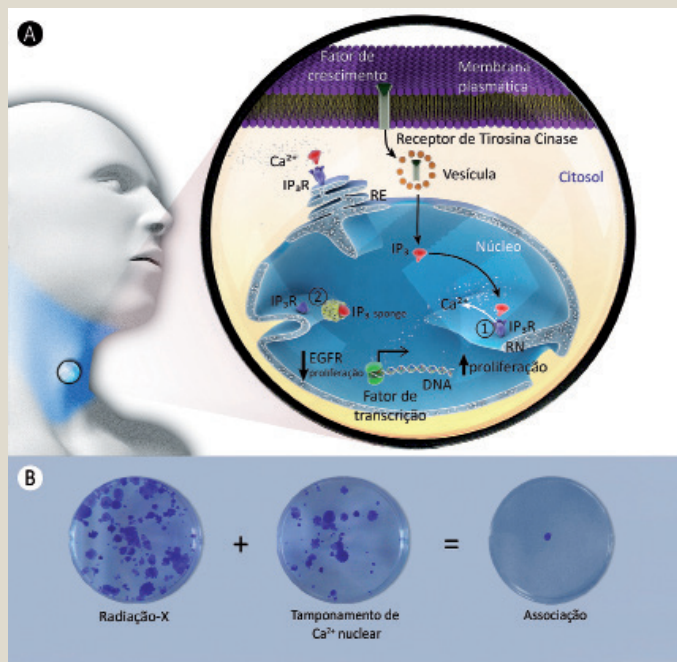 A
Fator de
crescimento
Membrana
plasmatica
Receptor de Tirosina Cinase
Ca²⁺
IP₃R
RE
Vesícula
Citosol
Núcleo
IP₃
IP₃R
2
IP₃ sponge
Ca²⁺
1
IP₃R
RN
EGFR
proliferação
proliferação
DNA
Fator de
transcrição
B
+
=
Radiação-X
Tamponamento de
Ca²⁺ nuclear
Associação